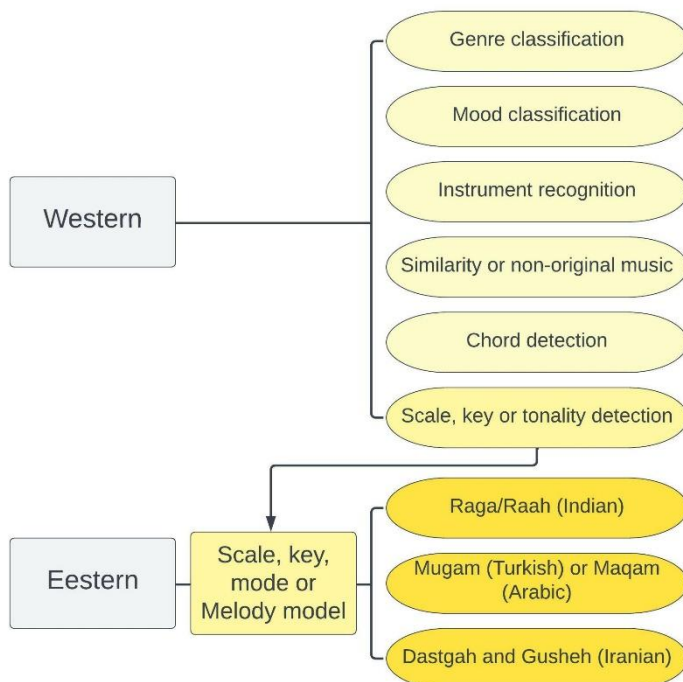 Genre classification
Mood classification
Western
Instrument recognition
Similarity or non-original music
Chord detection
Scale, key or tonality detection
Eestern
Scale, key,
mode or
Melody model
Raga/Raah (Indian)
Mugam (Turkish) or Maqam
(Arabic)
Dastgah and Gusheh (Iranian)